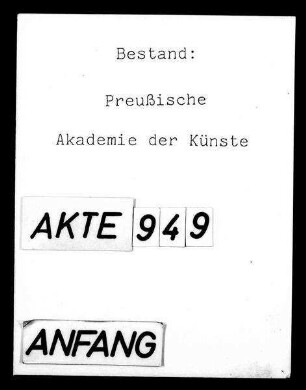 Bestand:
Preußische
Akademie der Künste
AKTE 949
ANFANG